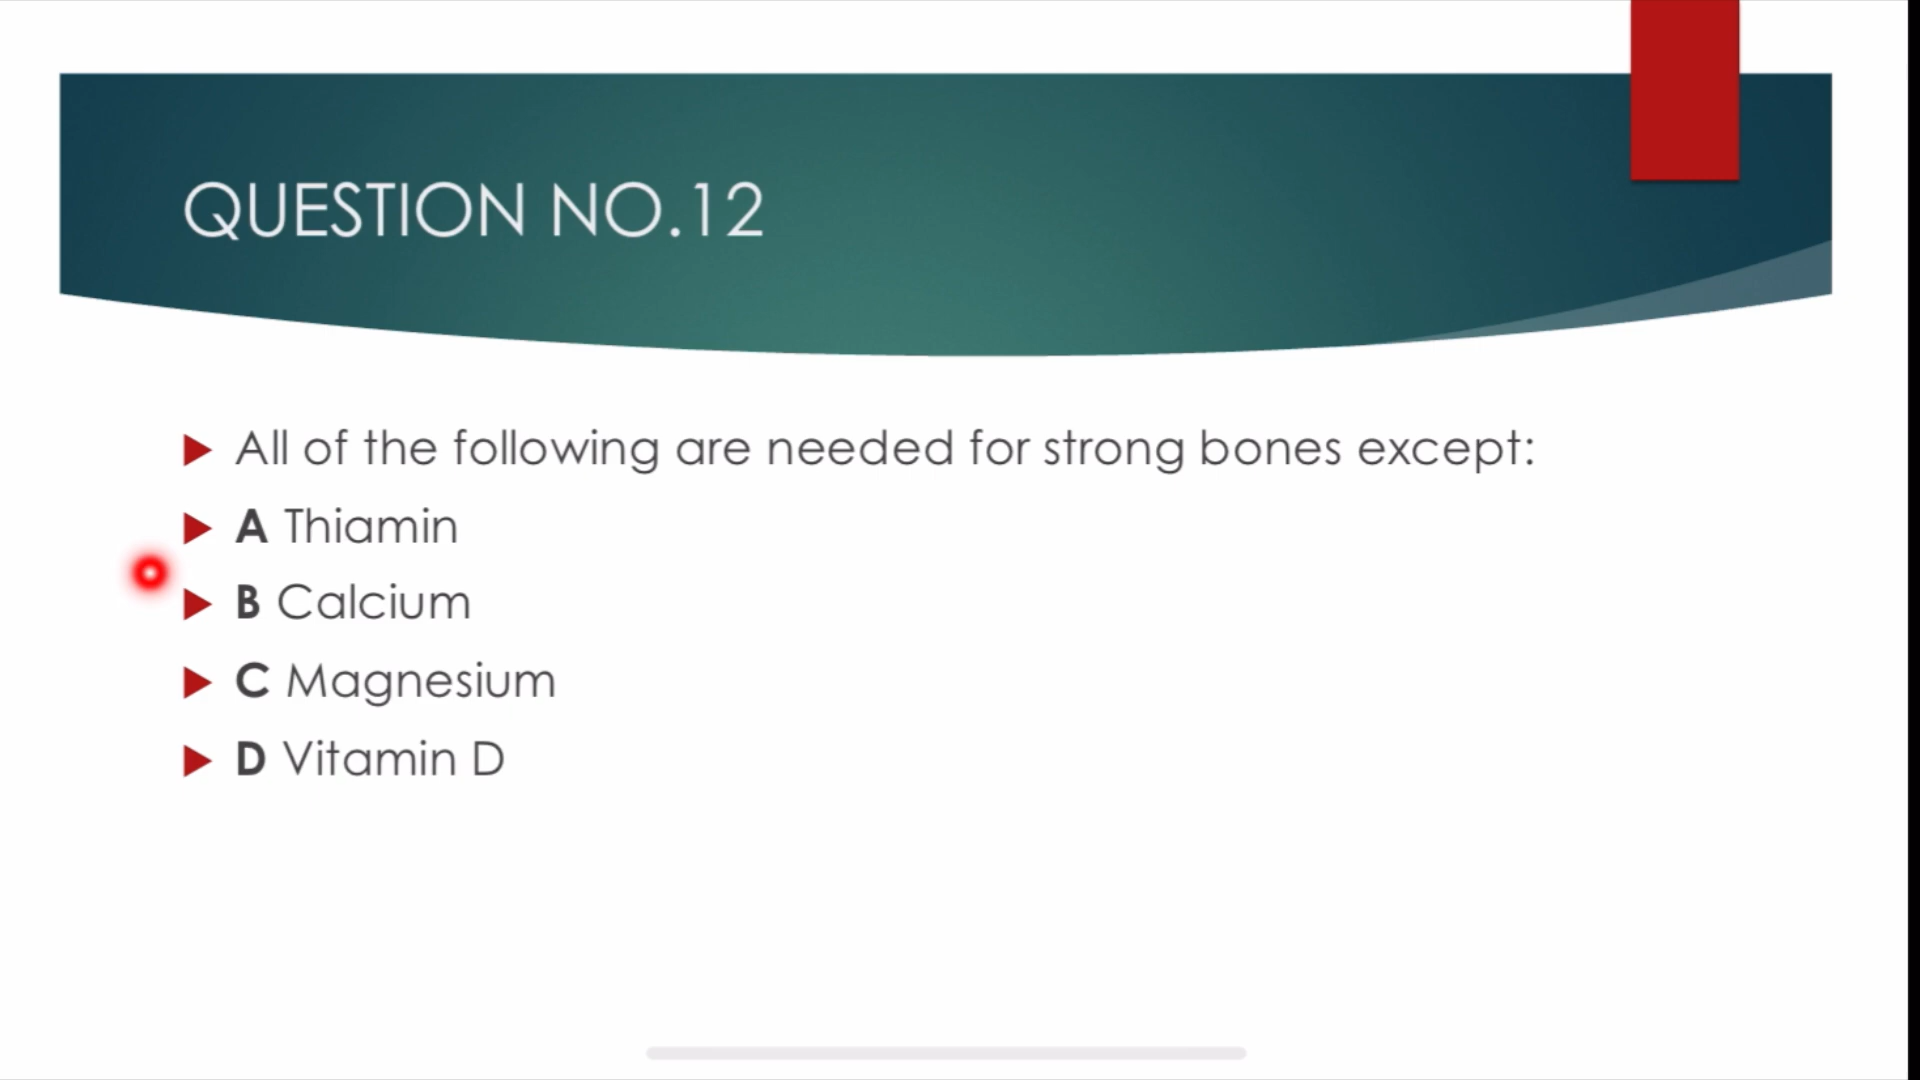 QUESTION NO.12
All of the following are needed for strong bones except:
A Thiamin
B Calcium
C Magnesium
D Vitamin D